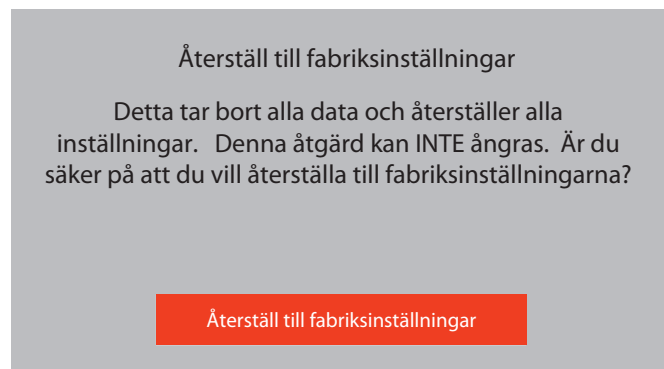 Återställ till fabriksinställningar
Detta tar bort alla data och återställer alla
inställningar. Denna åtgärd kan INTE ångras. Är du
säker på att du vill återställa till fabriksinställningarna?
Återställ till fabriksinställningar